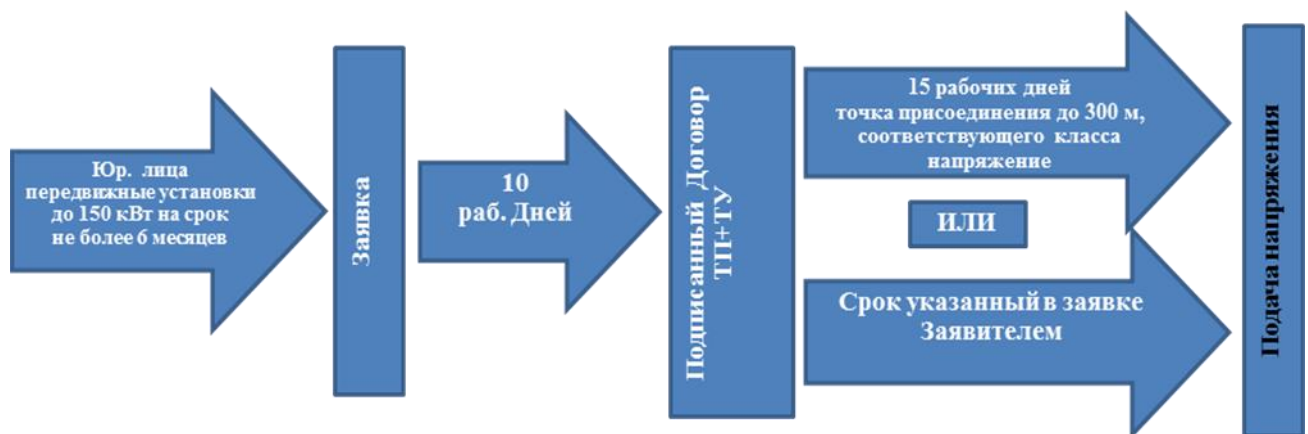 Юр. лица
передвижные установки
до 150 кВт на срок
не более 6 месяцев
Заявка
10
раб. Дней
Подписанный Договор
ТП+ТУ
15 рабочих дней
точка присоединения до 300 м,
соответствующего класса
напряжение
ИЛИ
Срок указанный в заявке
Заявителем
Подача напряжения